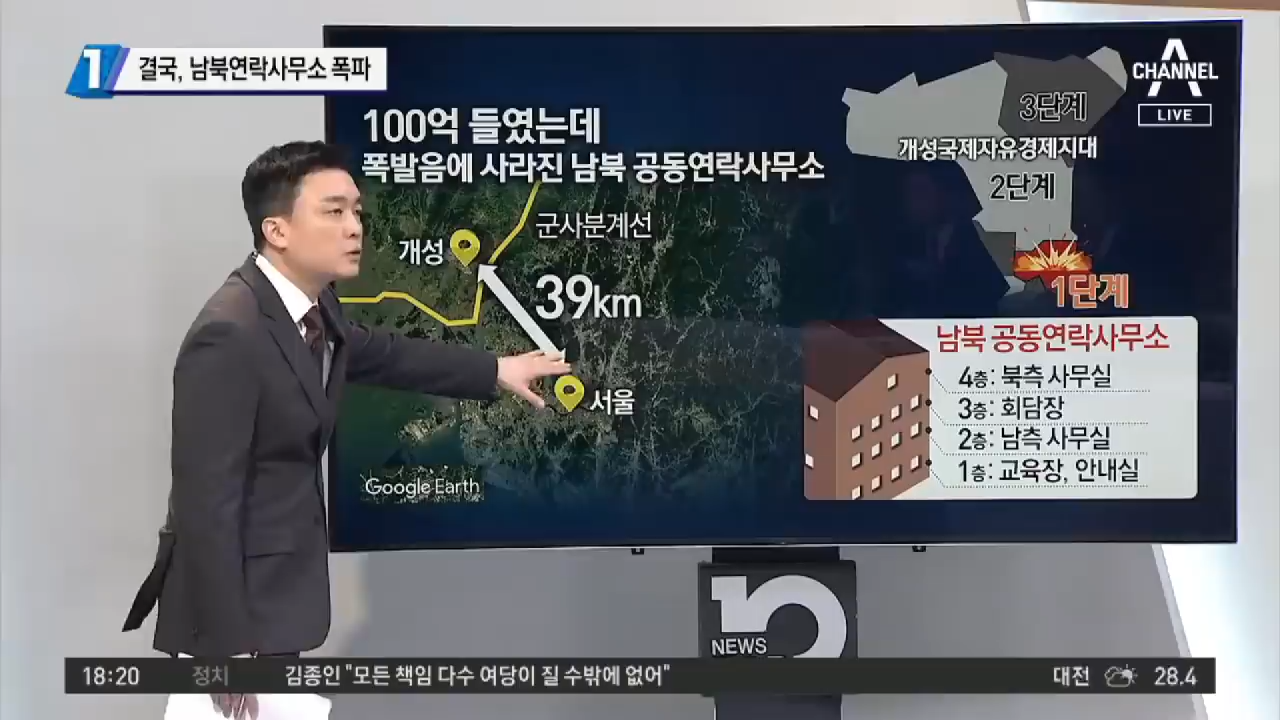 1
결국, 남북연락사무소 폭파
CHANNEL A
LIVE
100억 들였는데
폭발음에 사라진 남북 공동연락사무소
군사분계선
개성
39km
서울
Google Earth
3단계
개성국제자유경제지대
2단계
1단계
남북 공동연락사무소
4층: 북측 사무실
3층: 회담장
2층: 남측 사무실
1층: 교육장, 안내실
NEWS 10
18:20 정치 김종인 "모든 책임 다수 여당이 질 수밖에 없어" 대전 28.4